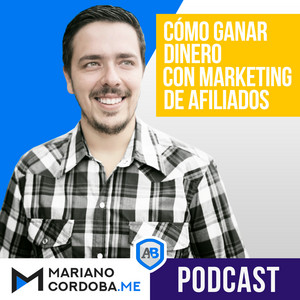 CÓMO GANAR
DINERO
CON MARKETING
DE AFILIADOS
AB
MARIANO
CORDOBA.ME
PODCAST